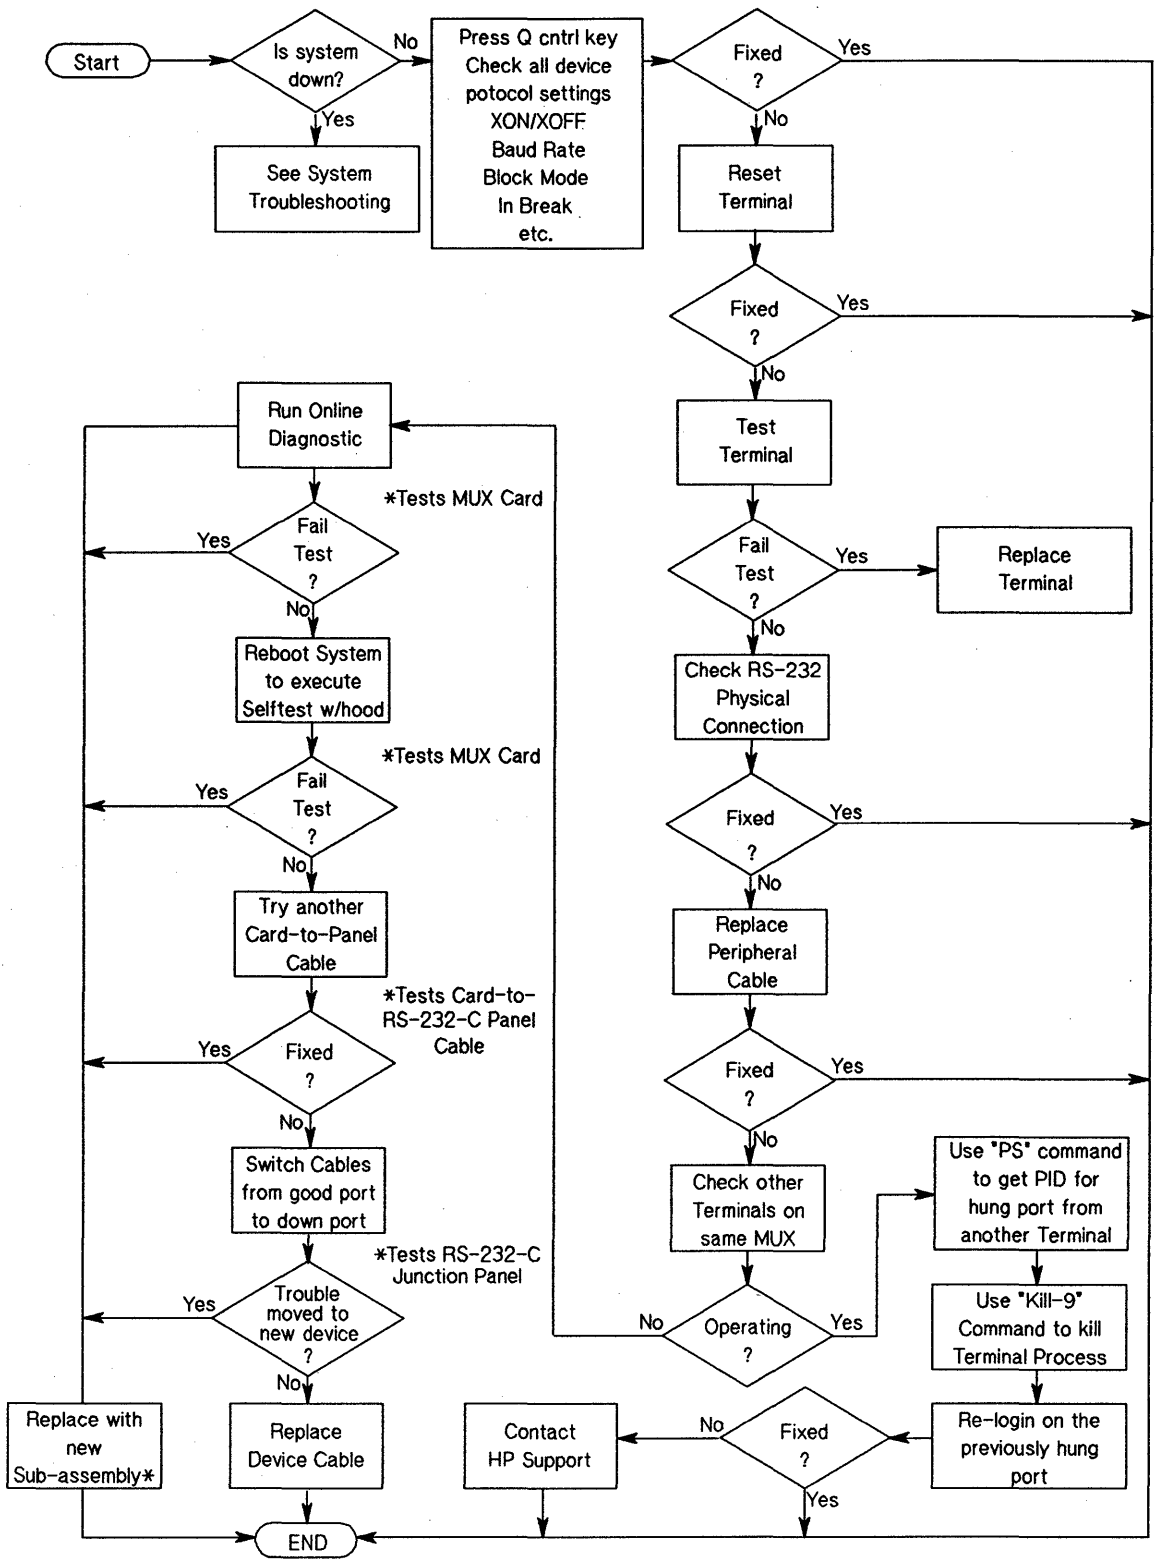 Start
Is system
down?
No
Yes
See System
Troubleshooting
Press Q cntrl key
Check all device
potocol settings
XON/XOFF
Baud Rate
Block Mode
In Break
etc.
Fixed
?
Yes
No
Reset
Terminal
Fixed
?
Yes
No
Test
Terminal
Fail
Test
?
Yes
No
Replace
Terminal
Check RS-232
Physical
Connection
Fixed
?
Yes
No
Replace
Peripheral
Cable
Fixed
?
Yes
No
Check other
Terminals on
same MUX
Operating
?
No
Yes
Use "PS" command
to get PID for
hung port from
another Terminal
Use "Kill-9"
Command to kill
Terminal Process
Re-login on the
previously hung
port
Fixed
?
No
Yes
Contact
HP Support
Run Online
Diagnostic
*Tests MUX Card
Fail
Test
?
Yes
No
Reboot System
to execute
Selftest w/hood
*Tests MUX Card
Fail
Test
?
Yes
No
Try another
Card-to-Panel
Cable
*Tests Card-to-
RS-232-C Panel
Cable
Fixed
?
Yes
No
Switch Cables
from good port
to down port
*Tests RS-232-C
Junction Panel
Trouble
moved to
new device
?
Yes
No
Replace with
new
Sub-assembly*
Replace
Device Cable
END